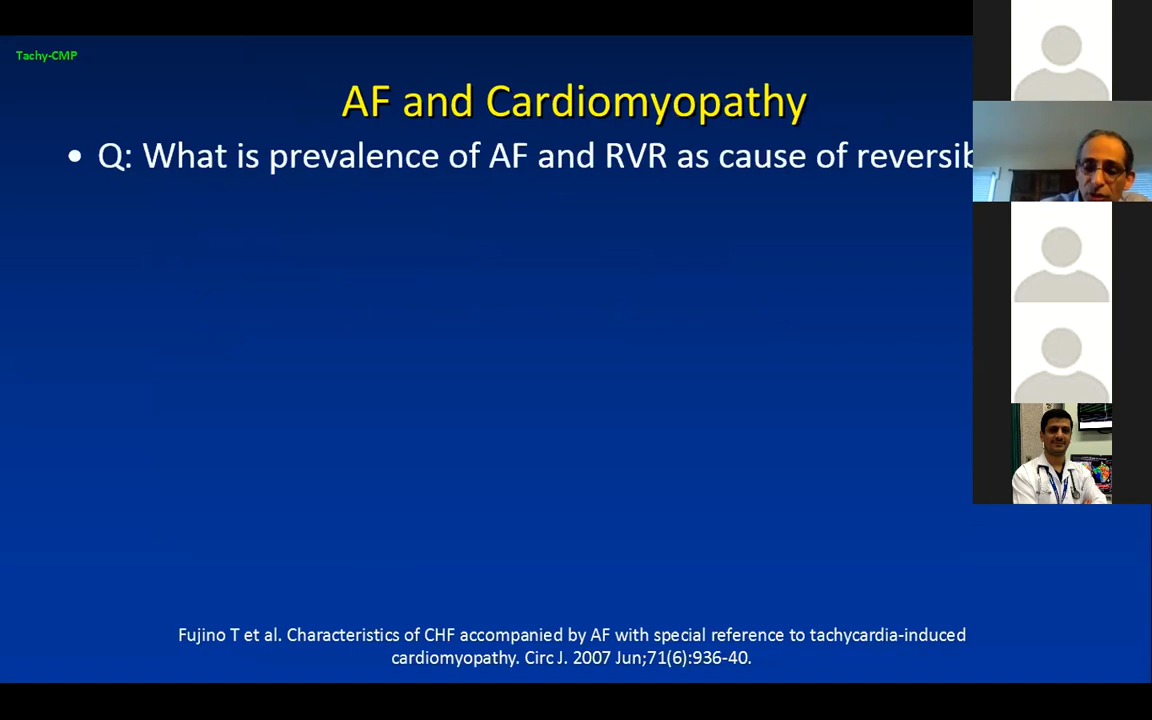 Tachy-CMP
AF and Cardiomyopathy
• Q: What is prevalence of AF and RVR as cause of
Fujino T et al. Characteristics of CHF accompanied by AF with special reference to tachycardia-induced
cardiomyopathy. Circ J. 2007 Jun;71(6):936-40.